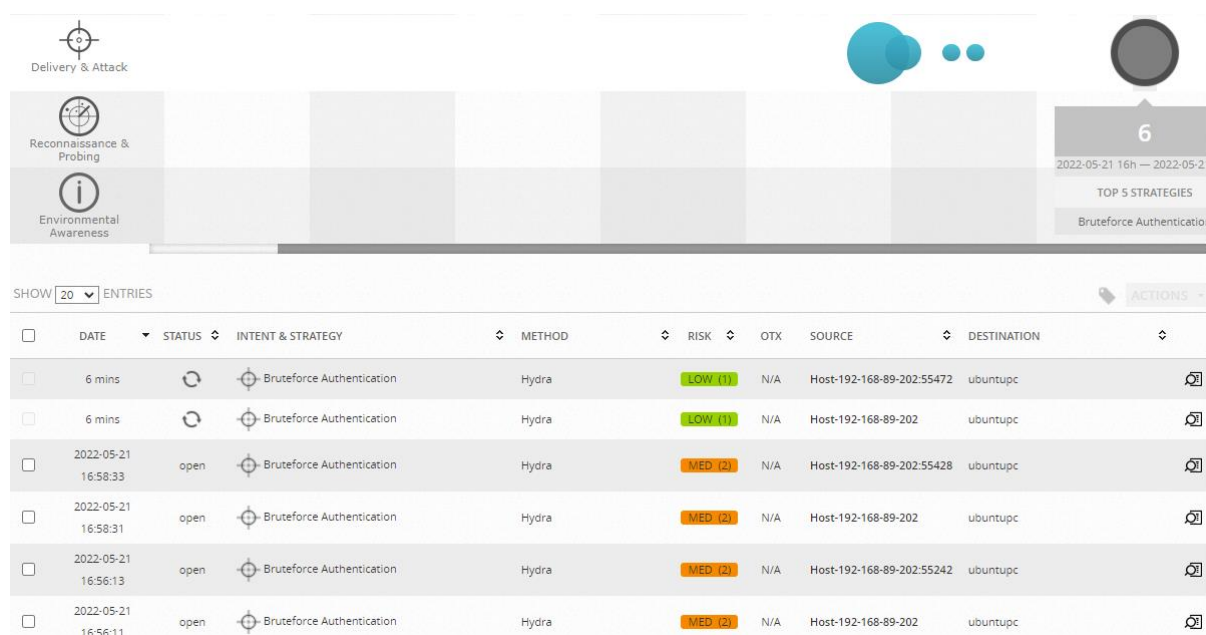 Delivery & Attack
Reconnaissance &
Probing
6
2022-05-21 16h — 2022-05-2
TOP 5 STRATEGIES
Environmental
Awareness
Bruteforce Authenticatio
SHOW 20 ENTRIES
ACTIONS
DATE STATUS INTENT & STRATEGY METHOD RISK OTX SOURCE DESTINATION
6 mins Bruteforce Authentication Hydra LOW (1) N/A Host-192-168-89-202:55472 ubuntupc
6 mins Bruteforce Authentication Hydra LOW (1) N/A Host-192-168-89-202 ubuntupc
2022-05-21
16:58:33 open Bruteforce Authentication Hydra MED (2) N/A Host-192-168-89-202:55428 ubuntupc
2022-05-21
16:58:31 open Bruteforce Authentication Hydra MED (2) N/A Host-192-168-89-202 ubuntupc
2022-05-21
16:56:13 open Bruteforce Authentication Hydra MED (2) N/A Host-192-168-89-202:55242 ubuntupc
2022-05-21
16:56:11 open Bruteforce Authentication Hydra MED (2) N/A Host-192-168-89-202 ubuntupc